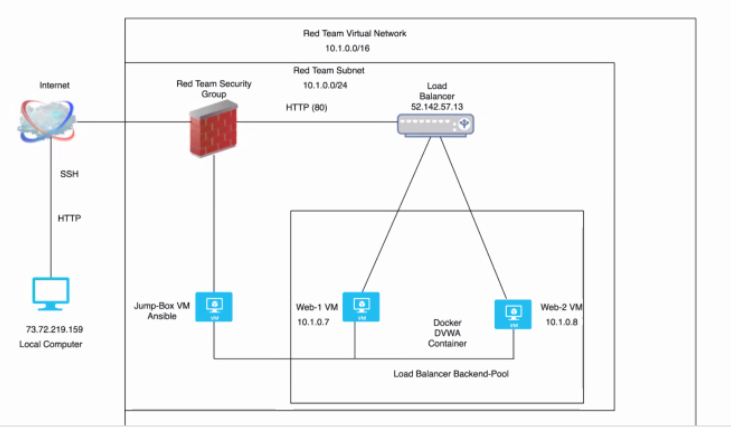 Red Team Virtual Network
10.1.0.0/16
Red Team Subnet
10.1.0.0/24
Internet
Red Team Security
Group
HTTP (80)
Load
Balancer
52.142.57.13
SSH
HTTP
73.72.219.159
Local Computer
Jump-Box VM
Ansible
VM
Web-1 VM
10.1.0.7
VM
Docker
DVWA
Container
VM
Web-2 VM
10.1.0.8
Load Balancer Backend-Pool